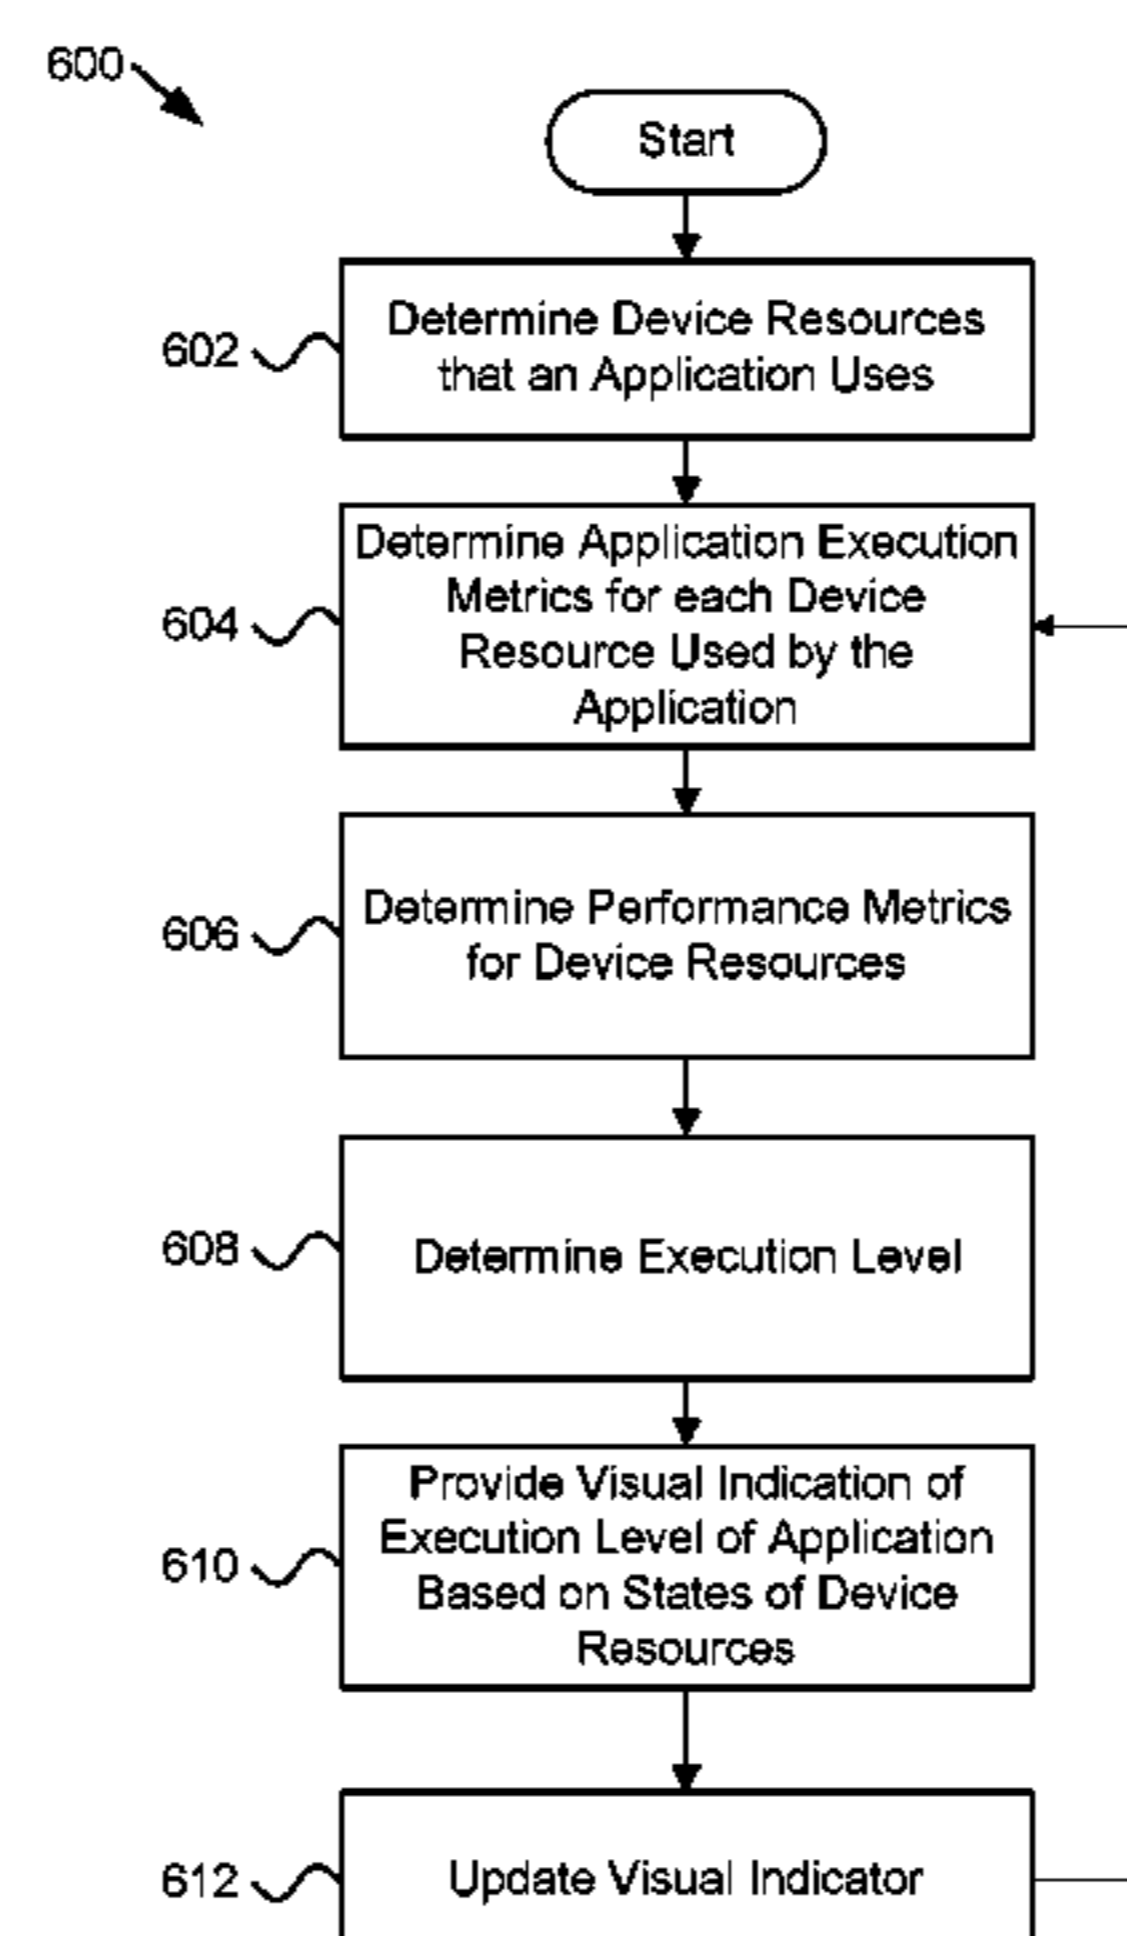 600
Start
602
Determine Device Resources
that an Application Uses
604
Determine Application Execution
Metrics for each Device
Resource Used by the
Application
606
Determine Performance Metrics
for Device Resources
608
Determine Execution Level
610
Provide Visual Indication of
Execution Level of Application
Based on States of Device
Resources
612
Update Visual Indicator